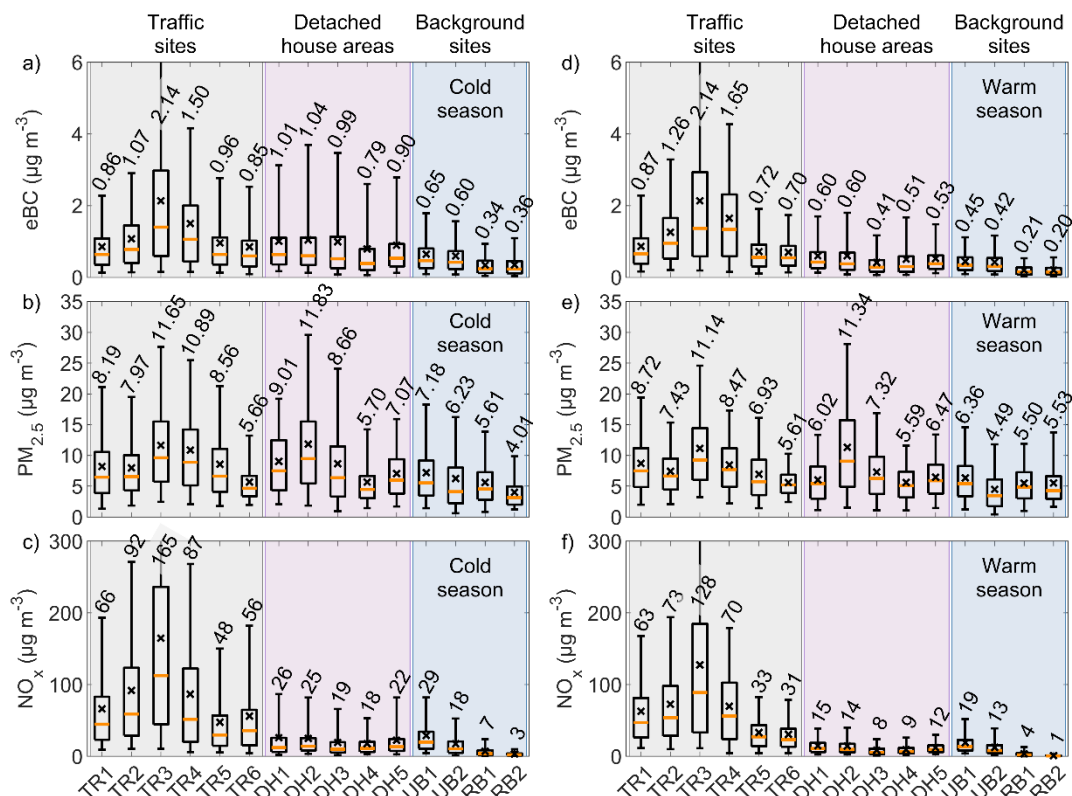 Traffic sites
Detached house areas
Background sites
Traffic sites
Detached house areas
Background sites
a)
eBC (µg m⁻³)
6
4
2
0
0.86
1.07
2.14
1.50
0.96
0.85
1.01
1.04
0.99
0.79
0.90
0.65
0.60
0.34
0.36
Cold season
d)
eBC (µg m⁻³)
6
4
2
0
0.87
1.26
2.14
1.65
0.72
0.70
0.60
0.60
0.41
0.51
0.53
0.45
0.42
0.21
0.20
Warm season
b)
PM₂.₅ (µg m⁻³)
35
30
25
20
15
10
5
0
8.19
7.97
11.65
10.89
8.56
5.66
9.01
11.83
8.66
5.70
7.07
7.18
6.23
5.61
4.01
Cold season
e)
PM₂.₅ (µg m⁻³)
35
30
25
20
15
10
5
0
8.72
7.43
11.14
8.47
6.93
5.61
6.02
11.34
7.32
5.59
6.47
6.36
4.49
5.50
5.53
Warm season
c)
NOₓ (µg m⁻³)
300
200
100
0
66
92
165
87
48
56
26
25
19
18
22
29
18
7
3
Cold season
TR1
TR2
TR3
TR4
TR5
TR6
DH1
DH2
DH3
DH4
DH5
UB1
UB2
RB1
RB2
f)
NOₓ (µg m⁻³)
300
200
100
0
63
73
128
70
33
31
15
14
8
9
12
19
13
4
1
Warm season
TR1
TR2
TR3
TR4
TR5
TR6
DH1
DH2
DH3
DH4
DH5
UB1
UB2
RB1
RB2